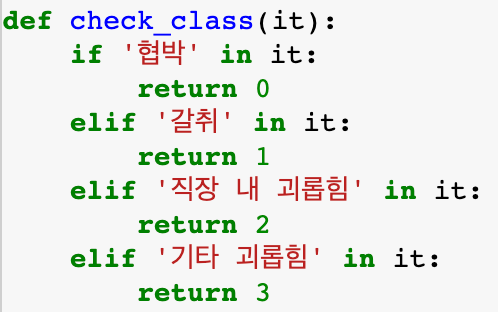 def check_class(it):
    if '협박' in it:
        return 0
    elif '갈취' in it:
        return 1
    elif '직장 내 괴롭힘' in it:
        return 2
    elif '기타 괴롭힘' in it:
        return 3